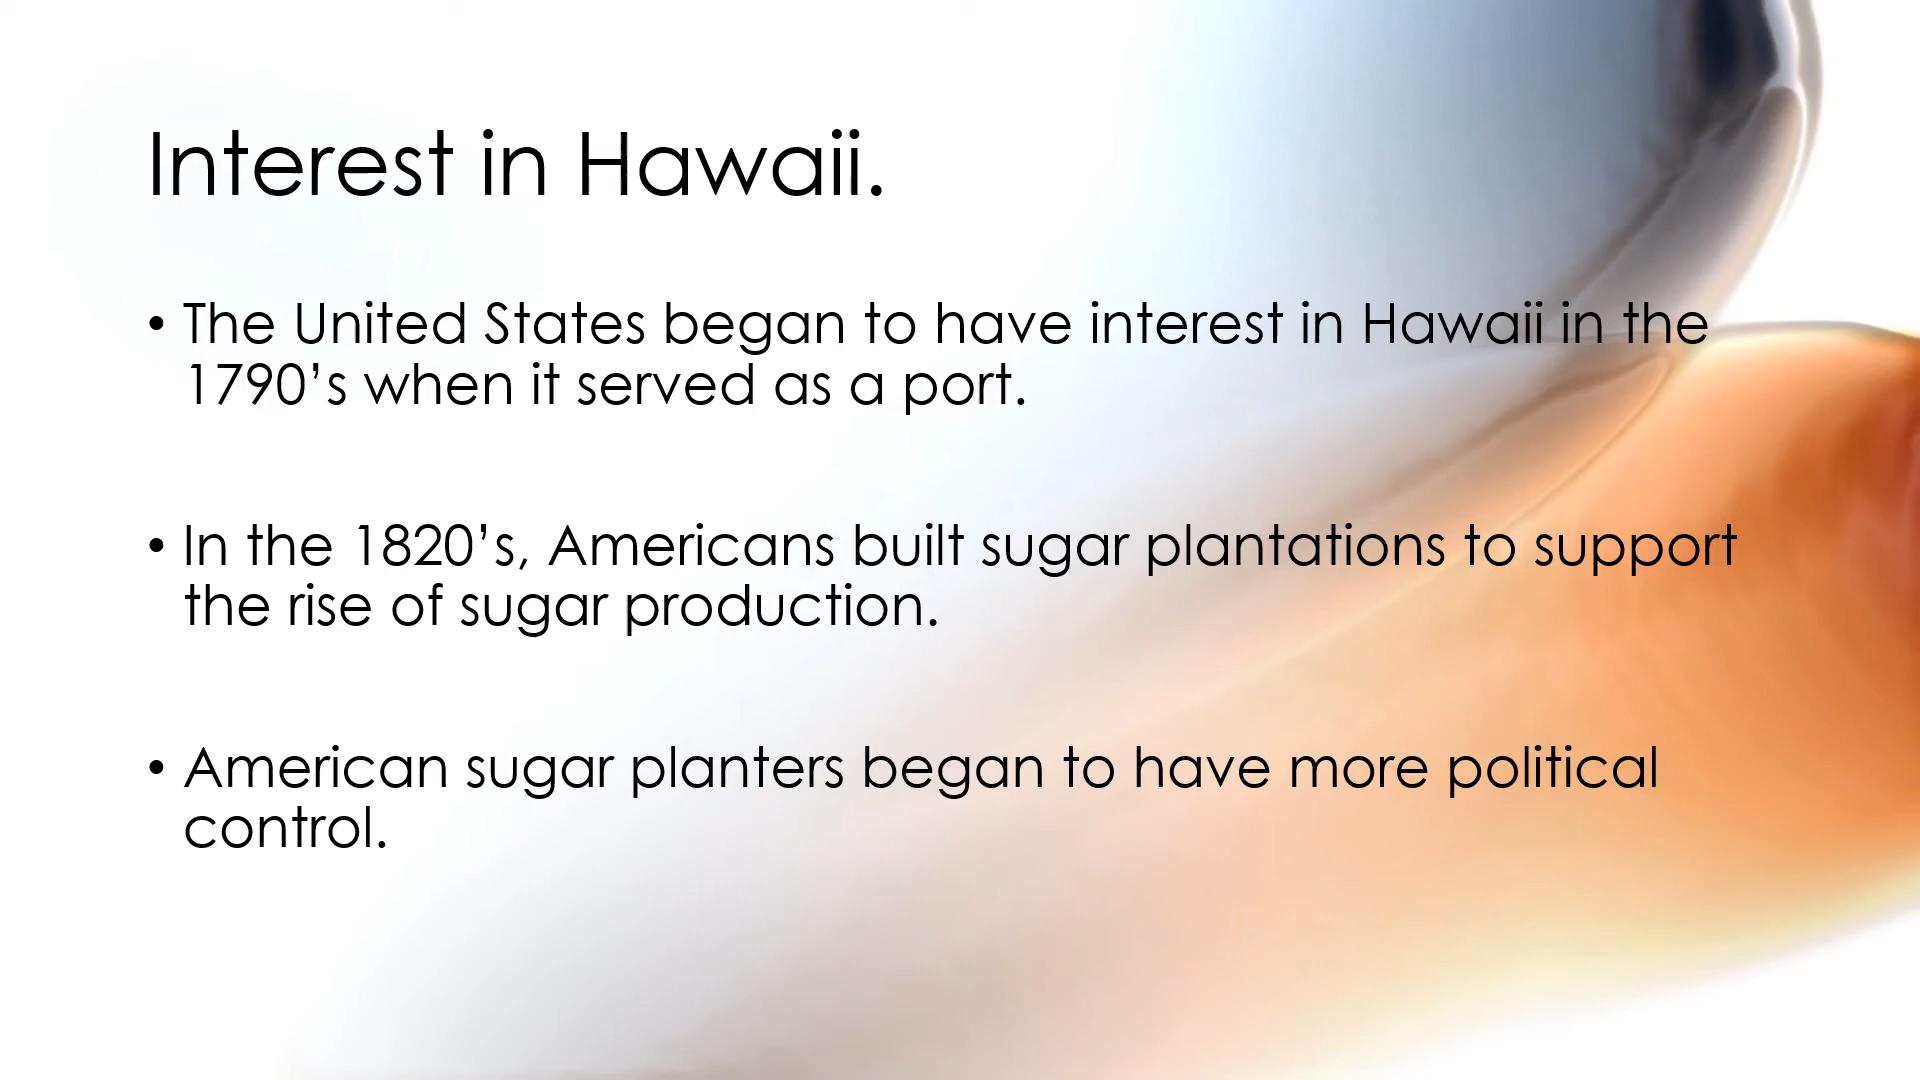 Interest in Hawaii.
• The United States began to have interest in Hawaii in the
1790’s when it served as a port.
• In the 1820’s, Americans built sugar plantations to support
the rise of sugar production.
• American sugar planters began to have more political
control.